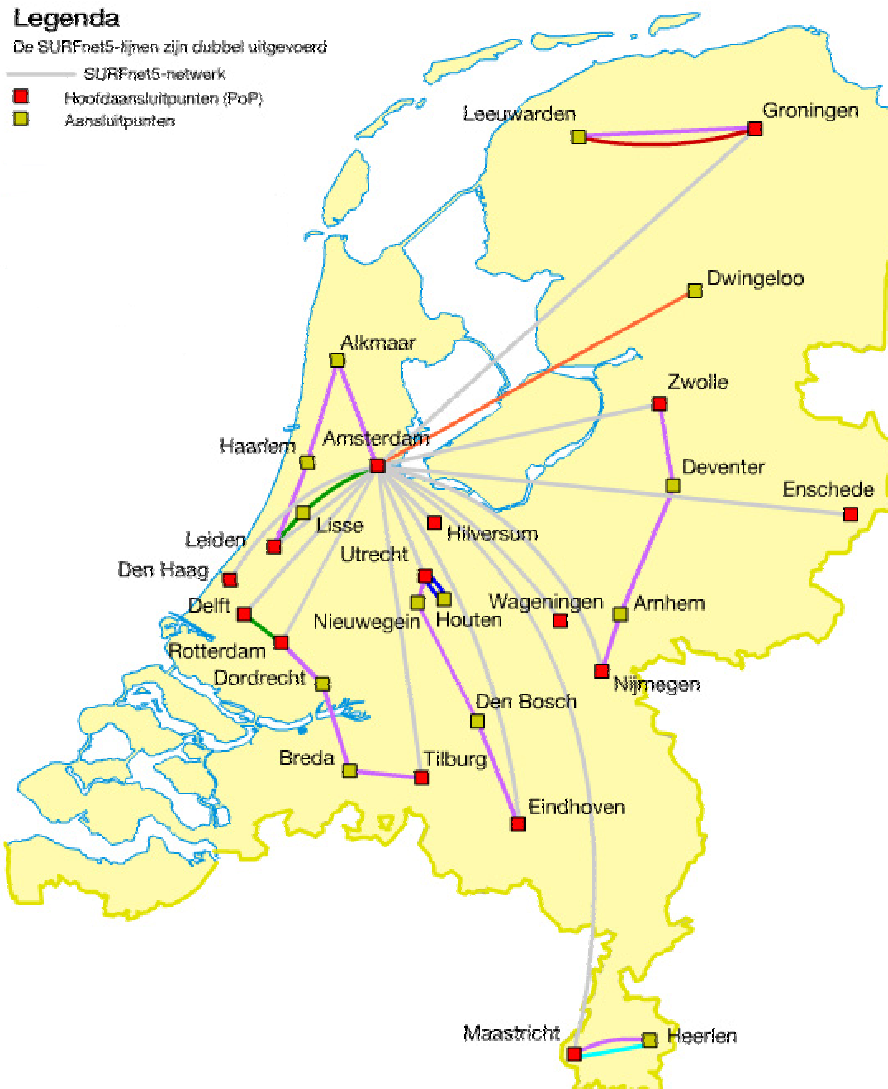 Legenda
De SURFnet5-lijnen zijn dubbel uitgevoerd
SURFnet5-netwerk
Hoofdaansluitpunten (PoP)
Aansluitpunten
Leeuwarden
Groningen
Dwingeloo
Alkmaar
Zwolle
Haarlem
Amsterdam
Deventer
Enschede
Lisse
Hilversum
Leiden
Utrecht
Den Haag
Delft
Nieuwegein
Houten
Wageningen
Arnhem
Rotterdam
Dordrecht
Nijmegen
Den Bosch
Breda
Tilburg
Eindhoven
Maastricht
Heerlen